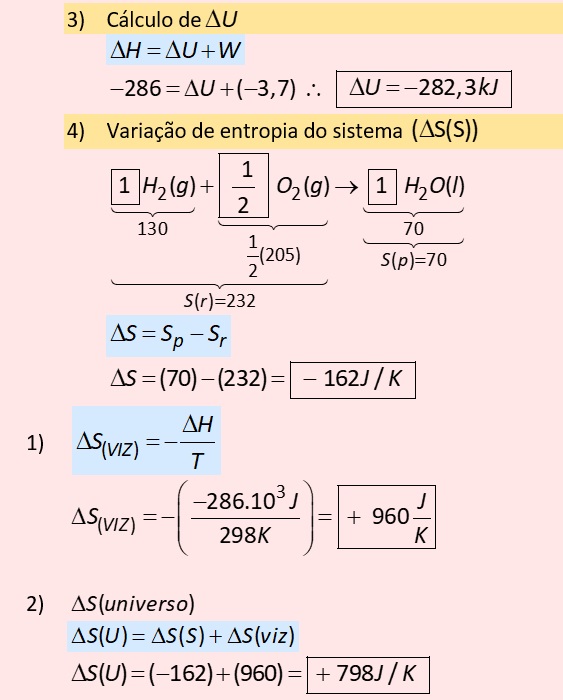 3) Cálculo de ΔU
ΔH = ΔU + W
−286 = ΔU + (−3,7) ∴ ΔU = −282,3kJ
4) Variação de entropia do sistema (ΔS(S))
1 H₂(g) + 1/2 O₂(g) → 1 H₂O(l)
130
70
1/2(205)
S(p)=70
S(r)=232
ΔS = Sₚ − Sᵣ
ΔS = (70) − (232) = − 162J / K
1) ΔS(VIZ) = − ΔH/T
ΔS(VIZ) = −(−286.10³ J/298K) = + 960 J/K
2) ΔS(universo)
ΔS(U) = ΔS(S) + ΔS(viz)
ΔS(U) = (−162) + (960) = + 798J / K